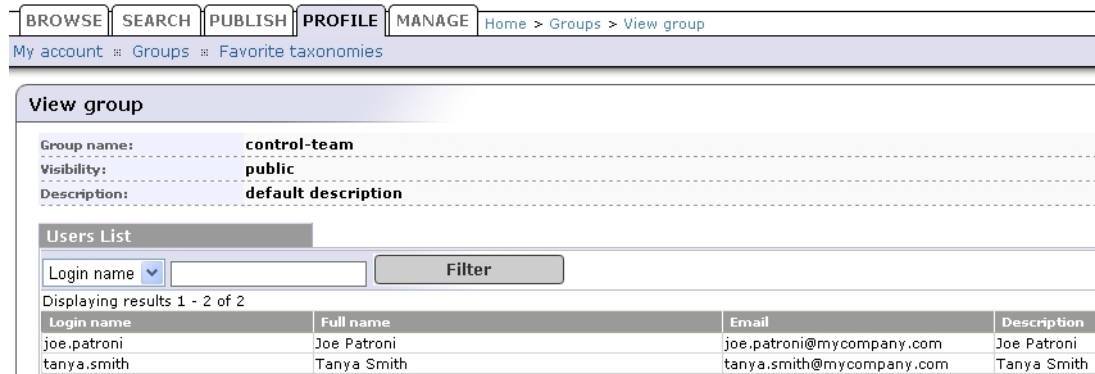 BROWSE SEARCH PUBLISH PROFILE MANAGE Home > Groups > View group
My account Groups Favorite taxonomies
View group
Group name: control-team
Visibility: public
Description: default description
Users List
Login name Filter
Displaying results 1 - 2 of 2
Login name Full name Email Description
joe.patroni Joe Patroni joe.patroni@mycompany.com Joe Patroni
tanya.smith Tanya Smith tanya.smith@mycompany.com Tanya Smith